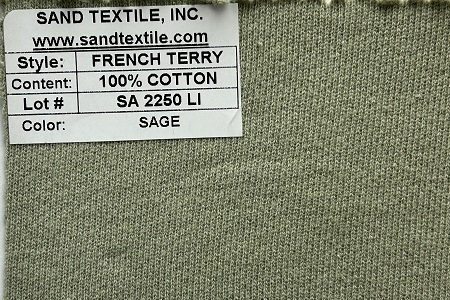 SAND TEXTILE, INC.
www.sandtextile.com
Style: FRENCH TERRY
Content: 100% COTTON
Lot # SA 2250 LI
Color: SAGE